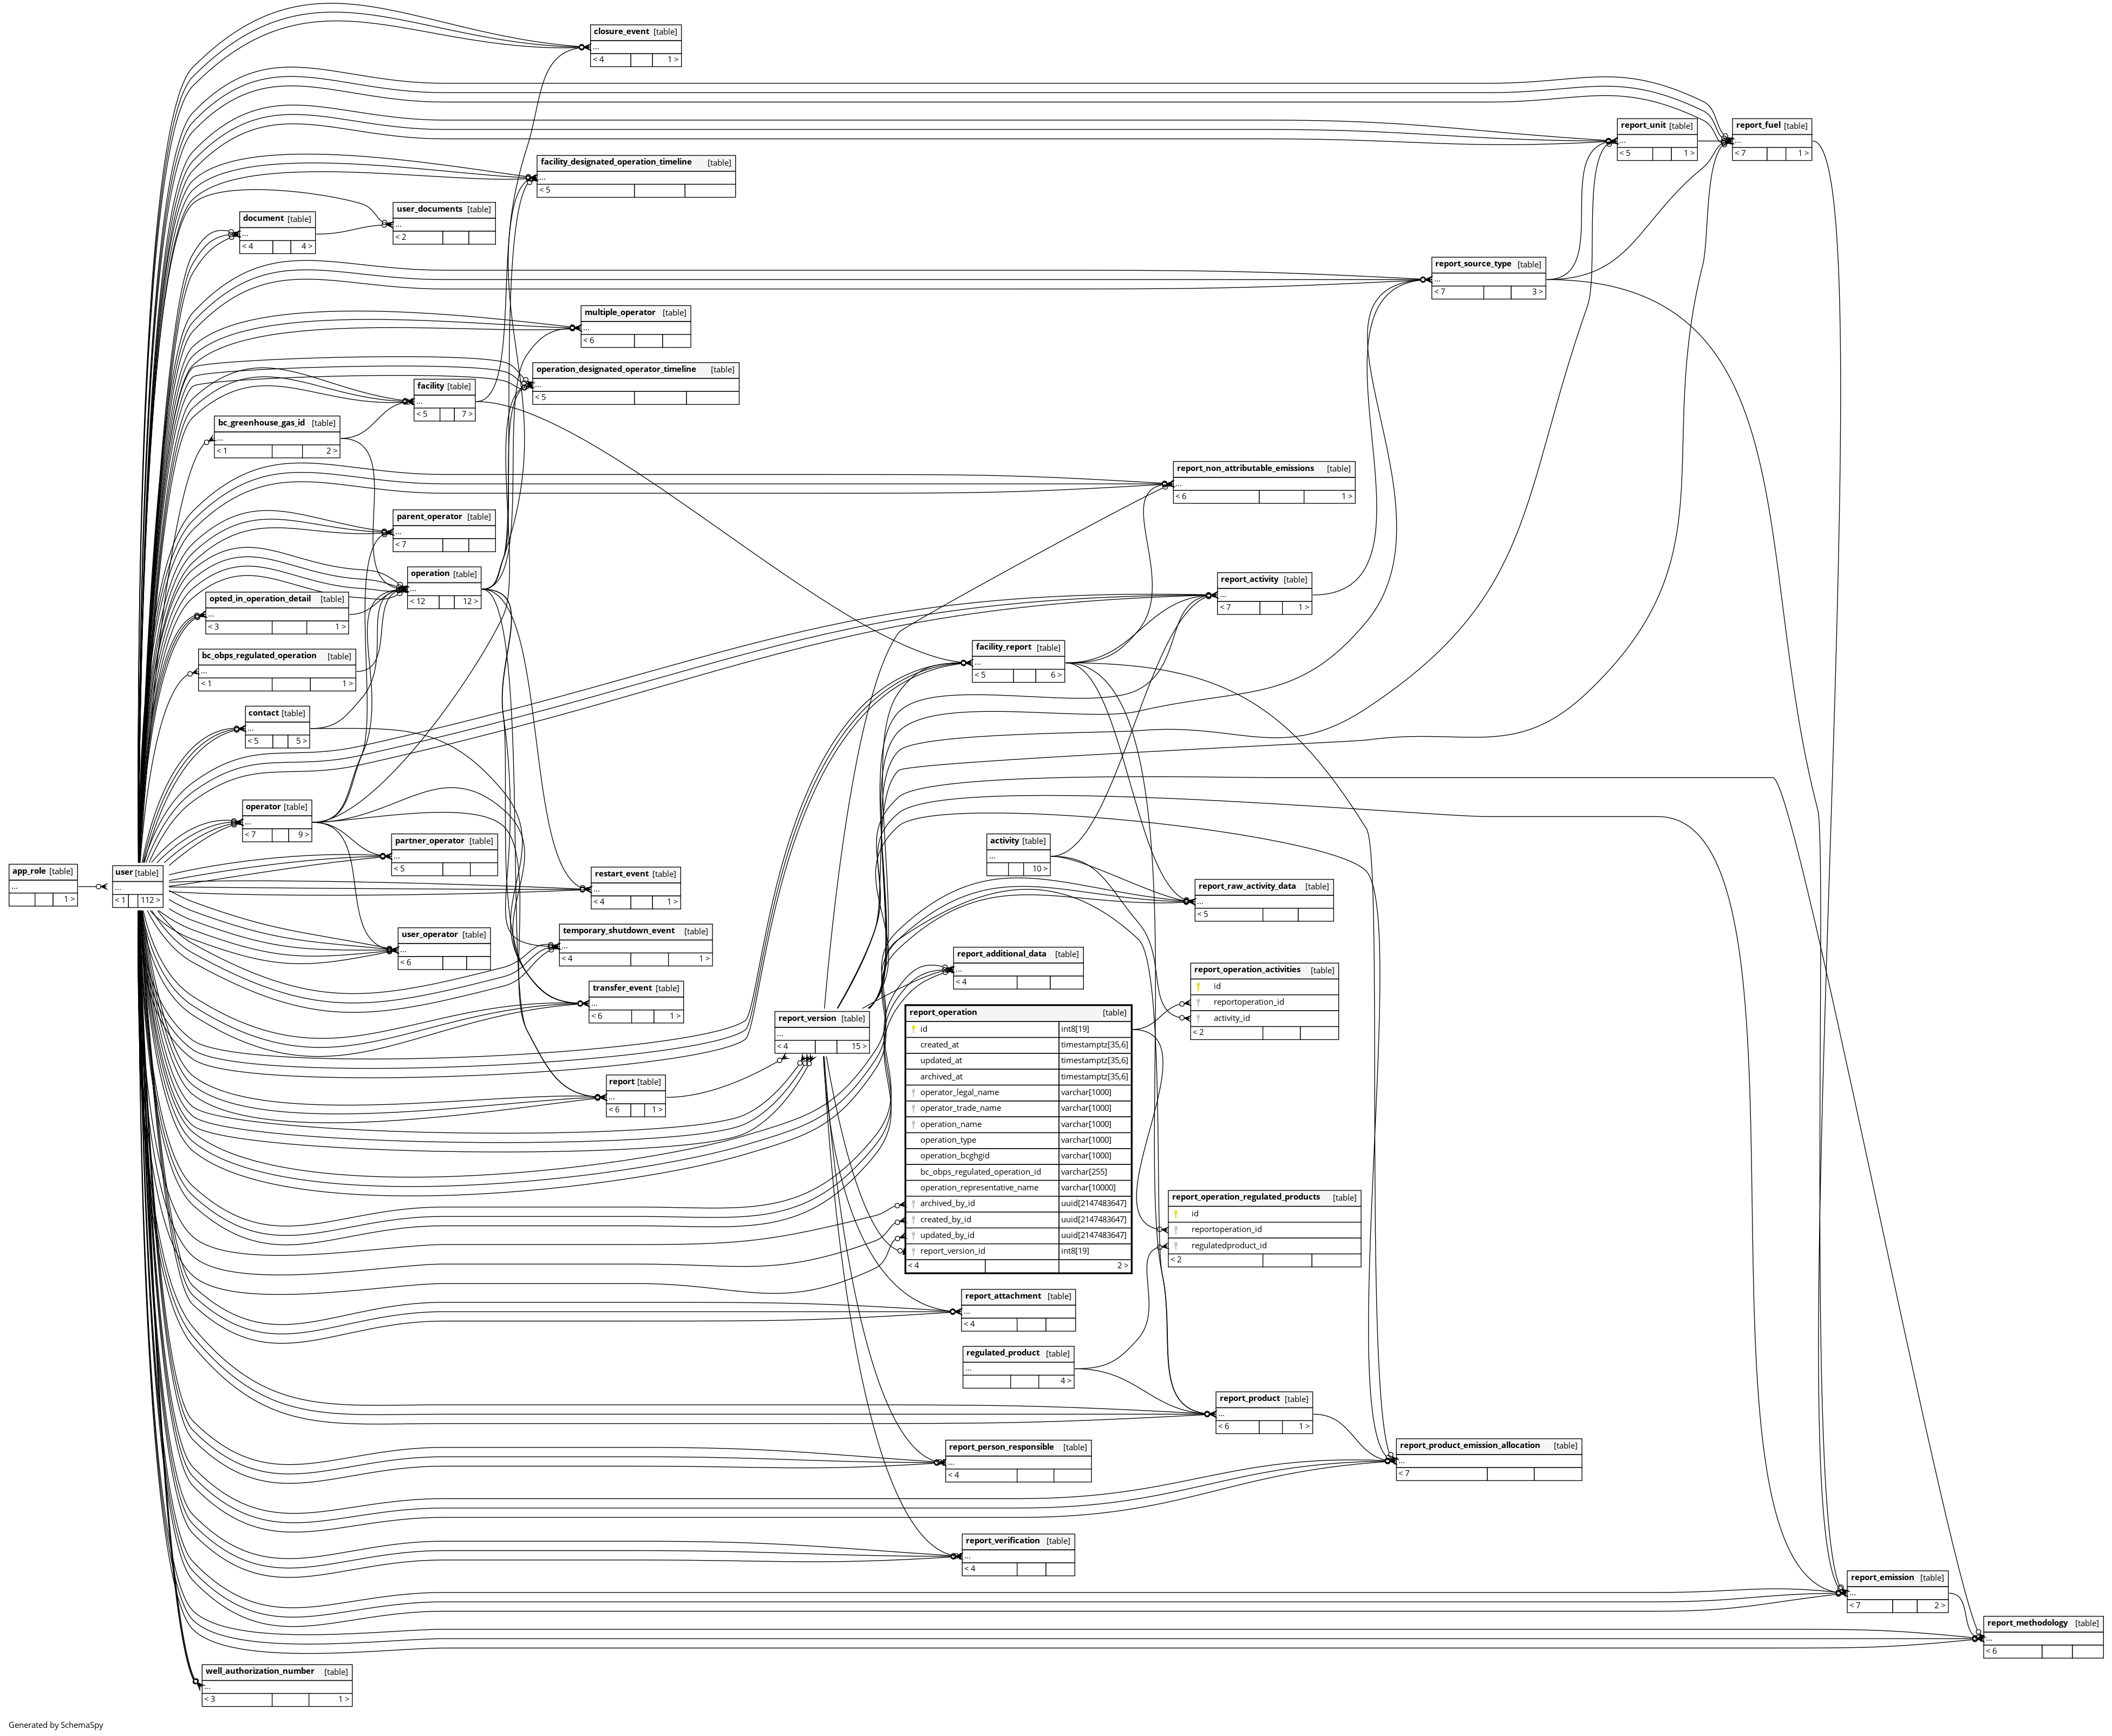 closure_event [table]
...
< 4 1 >
report_unit [table]
...
< 5 1 >
report_fuel [table]
...
< 7 1 >
facility_designated_operation_timeline [table]
...
< 5
user_documents [table]
...
< 2
document [table]
...
< 4 4 >
report_source_type [table]
...
< 7 3 >
multiple_operator [table]
...
< 6
operation_designated_operator_timeline [table]
...
< 5
facility [table]
...
< 5 7 >
bc_greenhouse_gas_id [table]
...
< 1 2 >
report_non_attributable_emissions [table]
...
< 6 1 >
parent_operator [table]
...
< 7
operation [table]
...
< 12 12 >
report_activity [table]
...
< 7 1 >
opted_in_operation_detail [table]
...
< 3 1 >
facility_report [table]
...
< 5 6 >
bc_obps_regulated_operation [table]
...
< 1 1 >
contact [table]
...
< 5 5 >
operator [table]
...
< 7 9 >
partner_operator [table]
...
< 5
activity [table]
...
10 >
app_role [table]
...
1 >
user [table]
...
< 1 112 >
restart_event [table]
...
< 4 1 >
report_raw_activity_data [table]
...
< 5
user_operator [table]
...
< 6
temporary_shutdown_event [table]
...
< 4 1 >
report_additional_data [table]
...
< 4
report_operation_activities [table]
id
reportoperation_id
activity_id
< 2
transfer_event [table]
...
< 6 1 >
report_version [table]
...
< 4 15 >
report_operation [table]
id int8[19]
created_at timestamptz[35,6]
updated_at timestamptz[35,6]
archived_at timestamptz[35,6]
operator_legal_name varchar[1000]
operator_trade_name varchar[1000]
operation_name varchar[1000]
operation_type varchar[1000]
operation_bcghgid varchar[1000]
bc_obps_regulated_operation_id varchar[255]
operation_representative_name varchar[10000]
archived_by_id uuid[2147483647]
created_by_id uuid[2147483647]
updated_by_id uuid[2147483647]
report_version_id int8[19]
< 4 2 >
report [table]
...
< 6 1 >
report_operation_regulated_products [table]
id
reportoperation_id
regulatedproduct_id
< 2
report_attachment [table]
...
< 4
regulated_product [table]
...
4 >
report_product [table]
...
< 6 1 >
report_person_responsible [table]
...
< 4
report_product_emission_allocation [table]
...
< 7
report_verification [table]
...
< 4
report_emission [table]
...
< 7 2 >
report_methodology [table]
...
< 6
well_authorization_number [table]
...
< 3 1 >
Generated by SchemaSpy